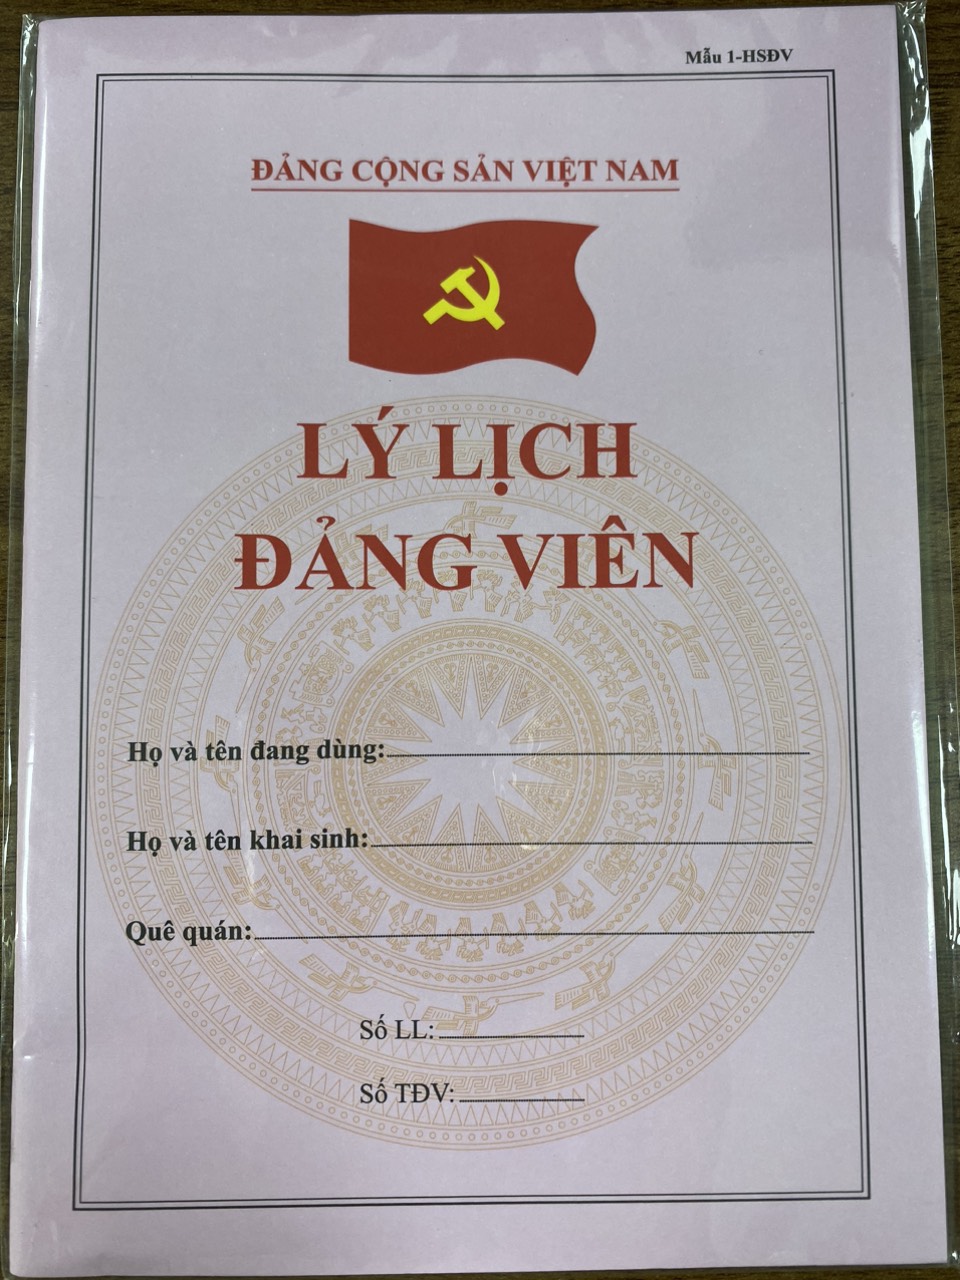 Mẫu 1-HSĐV
ĐẢNG CỘNG SẢN VIỆT NAM
LÝ LỊCH
ĐẢNG VIÊN
Họ và tên đang dùng:
Họ và tên khai sinh:
Quê quán:
Số LL:
Số TĐV: